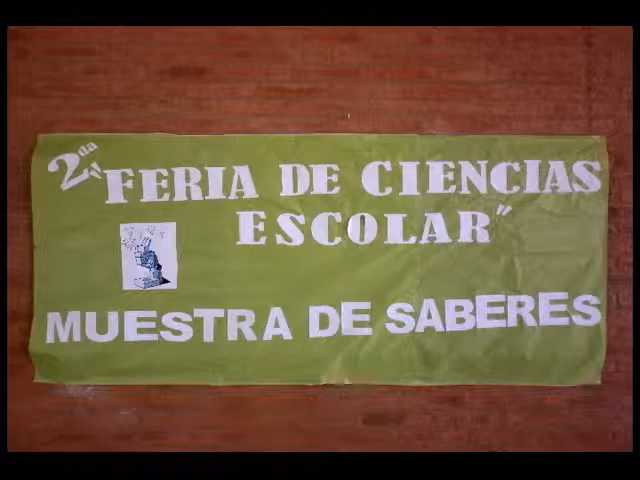 2da "FERIA DE CIENCIAS
ESCOLAR"
MUESTRA DE SABERES